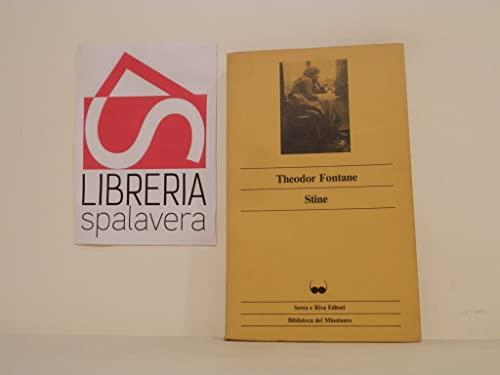 LIBRERIA
spalavera
Theodor Fontane
Stine
Serra e Riva Editori
Biblioteca del Minotauro